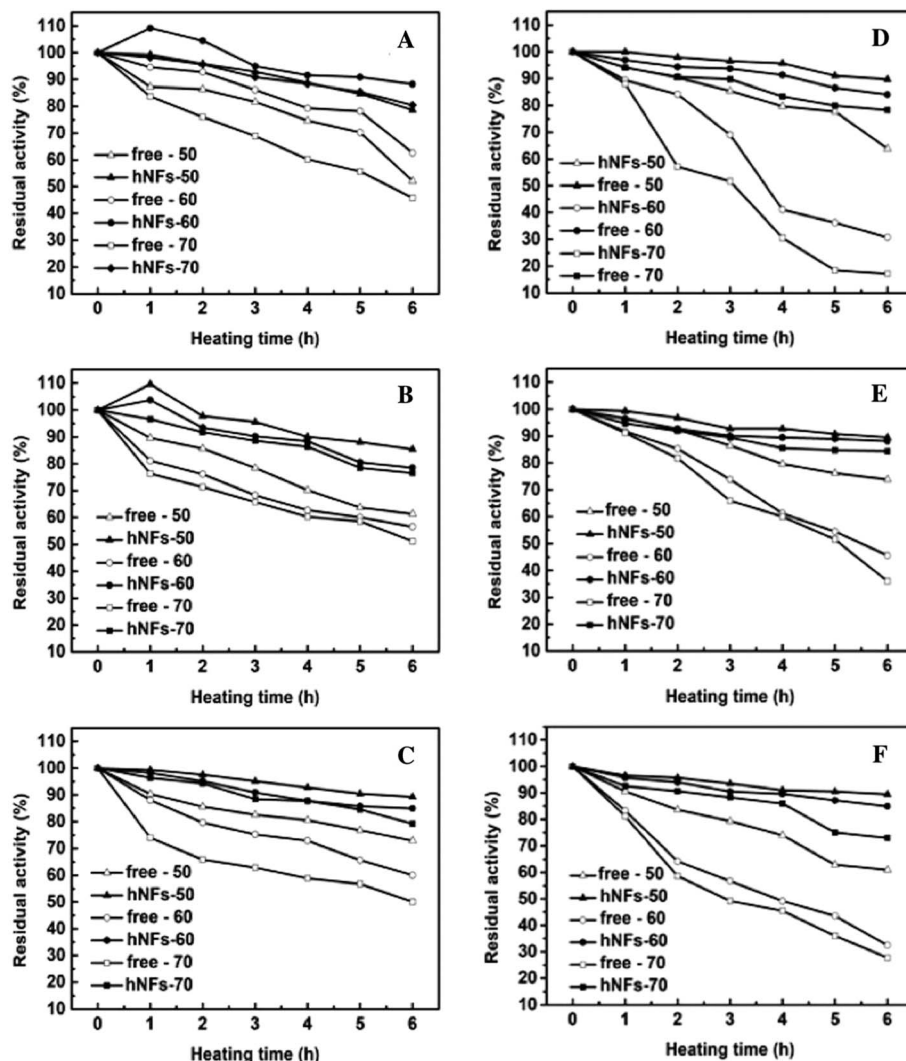 A
110
100
90
80
70
60
50
40
30
20
10
Residual activity (%)
free - 50
hNFs-50
free - 60
hNFs-60
free - 70
hNFs-70
0 1 2 3 4 5 6
Heating time (h)
D
110
100
90
80
70
60
50
40
30
20
10
Residual activity (%)
hNFs-50
free - 50
hNFs-60
free - 60
hNFs-70
free - 70
0 1 2 3 4 5 6
Heating time (h)
B
110
100
90
80
70
60
50
40
30
20
10
Residual activity (%)
free - 50
hNFs-50
free - 60
hNFs-60
free - 70
hNFs-70
0 1 2 3 4 5 6
Heating time (h)
E
110
100
90
80
70
60
50
40
30
20
10
Residual activity (%)
free - 50
hNFs-50
free - 60
hNFs-60
free - 70
hNFs-70
0 1 2 3 4 5 6
Heating time (h)
C
110
100
90
80
70
60
50
40
30
20
10
Residual activity (%)
free - 50
hNFs-50
free - 60
hNFs-60
free - 70
hNFs-70
0 1 2 3 4 5 6
Heating time (h)
F
110
100
90
80
70
60
50
40
30
20
10
Residual activity (%)
free - 50
hNFs-50
free - 60
hNFs-60
free - 70
hNFs-70
0 1 2 3 4 5 6
Heating time (h)